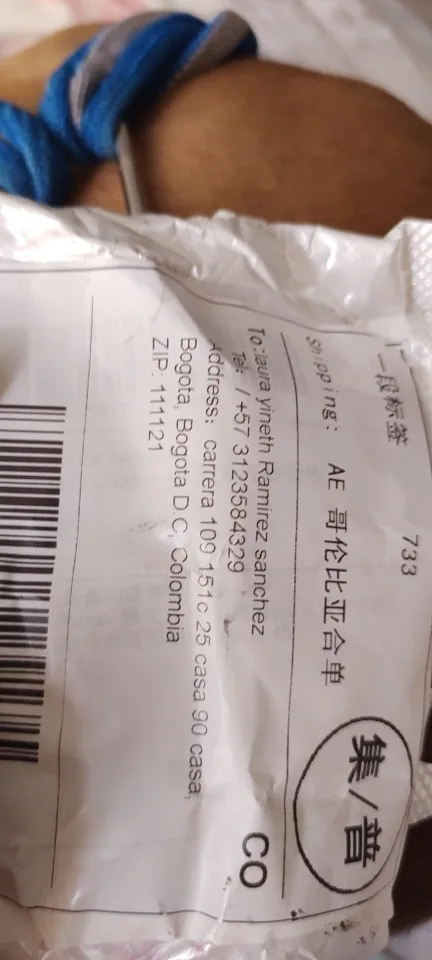 一段标签 733
Shipping: AE 哥伦比亚合单 集/普
To:laura yineth Ramirez sanchez
Tel: /+57 3123584329
Address: carrera 109 151c 25 casa 90 casa,
Bogota, Bogota D C, Colombia
ZIP: 111121
CO